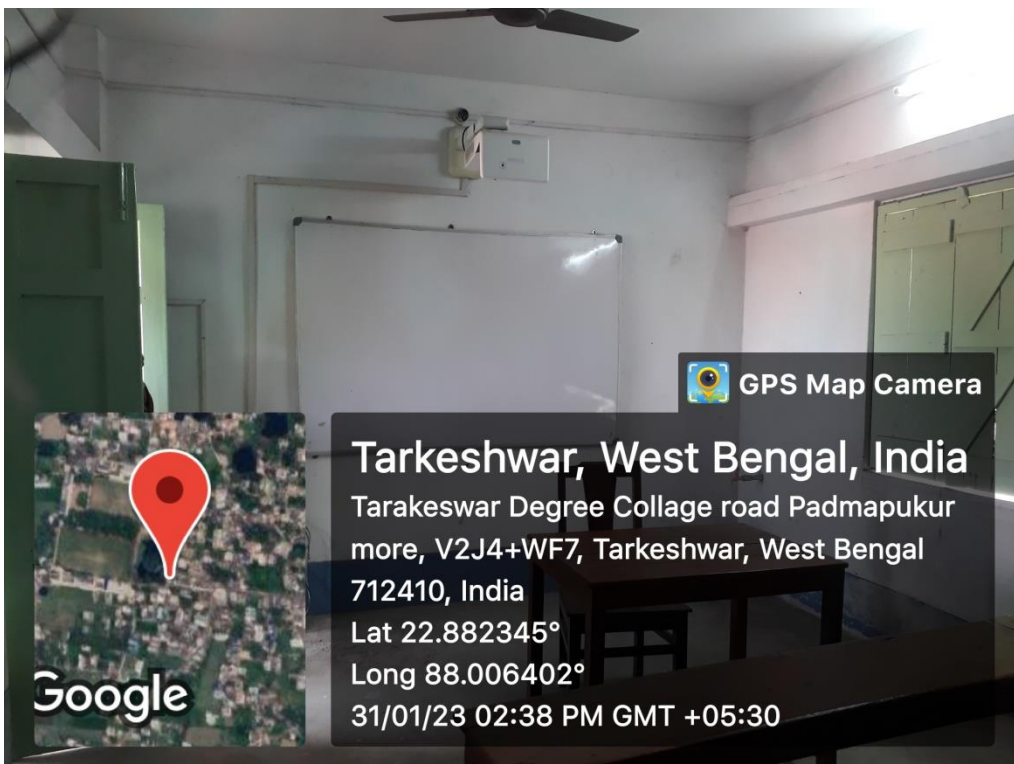 GPS Map Camera
Tarkeshwar, West Bengal, India
Tarakeswar Degree Collage road Padmapukur
more, V2J4+WF7, Tarkeshwar, West Bengal
712410, India
Lat 22.882345°
Long 88.006402°
31/01/23 02:38 PM GMT +05:30
Google